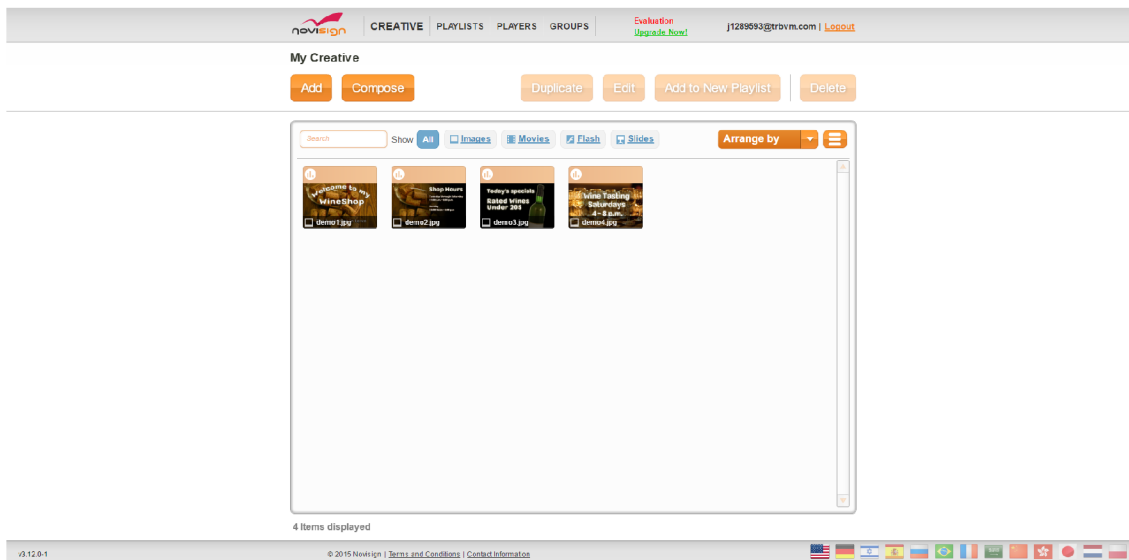 novisign CREATIVE PLAYLISTS PLAYERS GROUPS Evaluation j1289593@trbvm.com | Logout
Upgrade Now!
My Creative
Add Compose Duplicate Edit Add to New Playlist Delete
Search Show All Images Movies Flash Slides Arrange by
Welcome to my
WineShop
demo1.jpg
Shop Hours
demo2.jpg
Today's specials
Rated Wines
Under 20$
demo3.jpg
Wine Tasting
Saturdays
4-8 p.m.
demo4.jpg
4 Items displayed
v3.12.0-1 © 2015 Novisign | Terms and Conditions | Contact Information